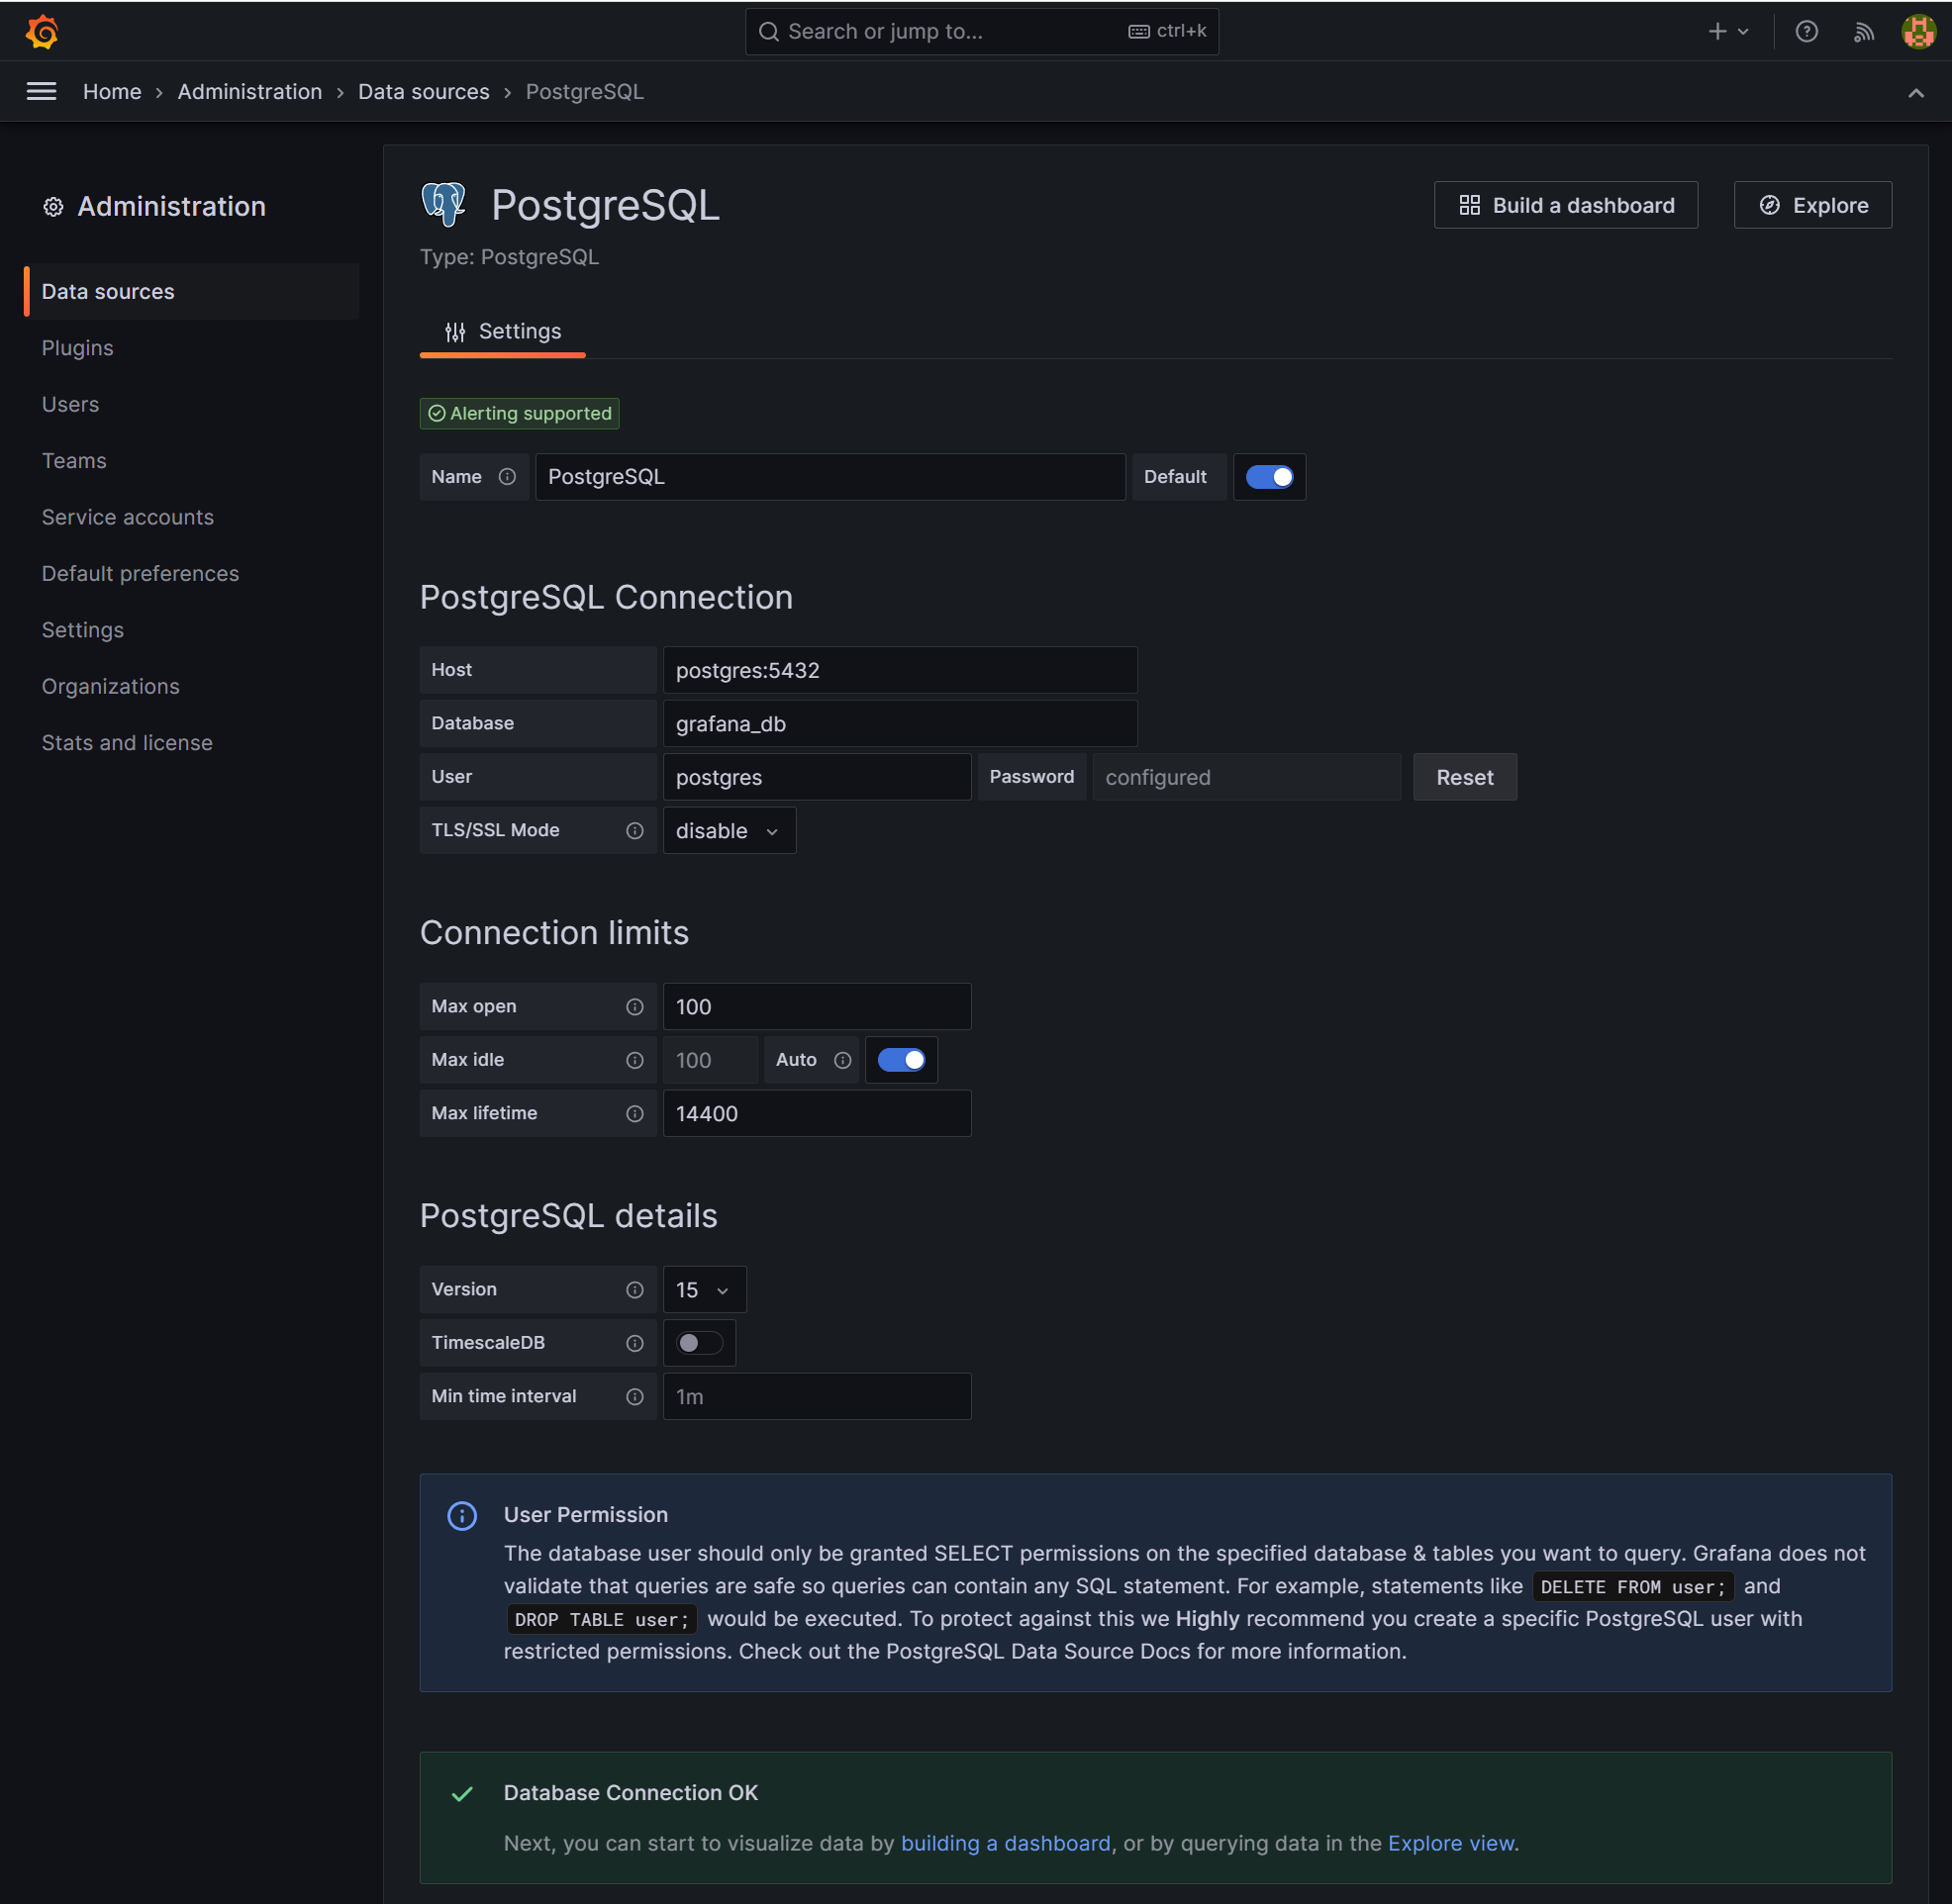 Search or jump to... ctrl+k
Home › Administration › Data sources › PostgreSQL
Administration
Data sources
Plugins
Users
Teams
Service accounts
Default preferences
Settings
Organizations
Stats and license
PostgreSQL
Build a dashboard
Explore
Type: PostgreSQL
Settings
Alerting supported
Name PostgreSQL Default
PostgreSQL Connection
Host postgres:5432
Database grafana_db
User postgres Password configured Reset
TLS/SSL Mode disable
Connection limits
Max open 100
Max idle 100 Auto
Max lifetime 14400
PostgreSQL details
Version 15
TimescaleDB
Min time interval 1m
User Permission
The database user should only be granted SELECT permissions on the specified database & tables you want to query. Grafana does not
validate that queries are safe so queries can contain any SQL statement. For example, statements like DELETE FROM user; and
DROP TABLE user; would be executed. To protect against this we Highly recommend you create a specific PostgreSQL user with
restricted permissions. Check out the PostgreSQL Data Source Docs for more information.
Database Connection OK
Next, you can start to visualize data by building a dashboard, or by querying data in the Explore view.